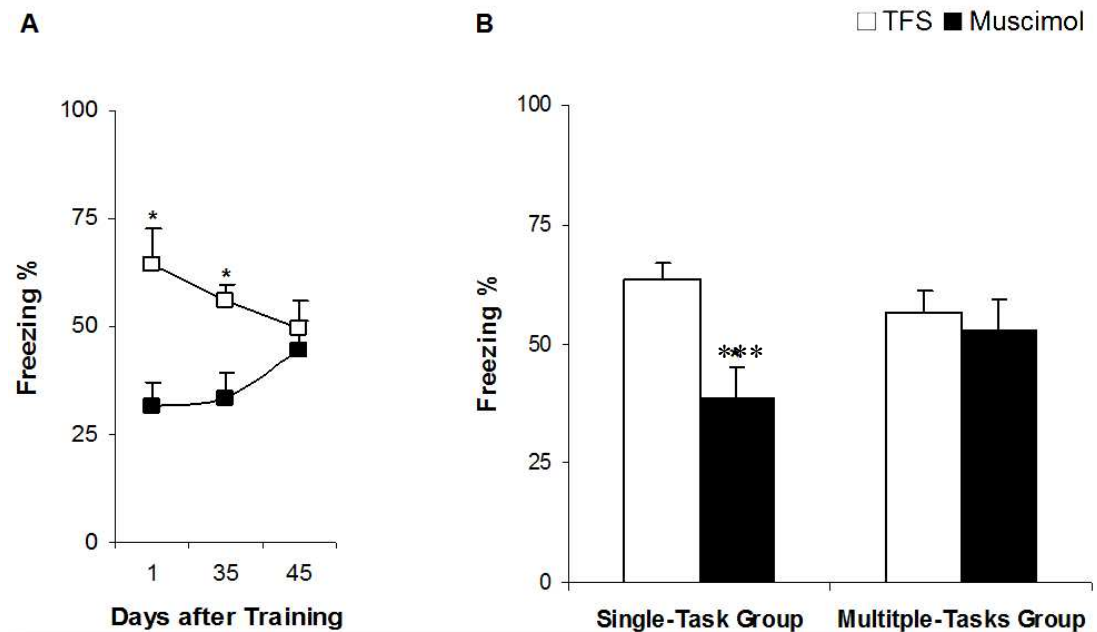 A
B
TFS Muscimol
100
75
50
25
0
Freezing %
*
*
1 35 45
Days after Training
100
75
50
25
0
Freezing %
***
Single-Task Group Multitple-Tasks Group